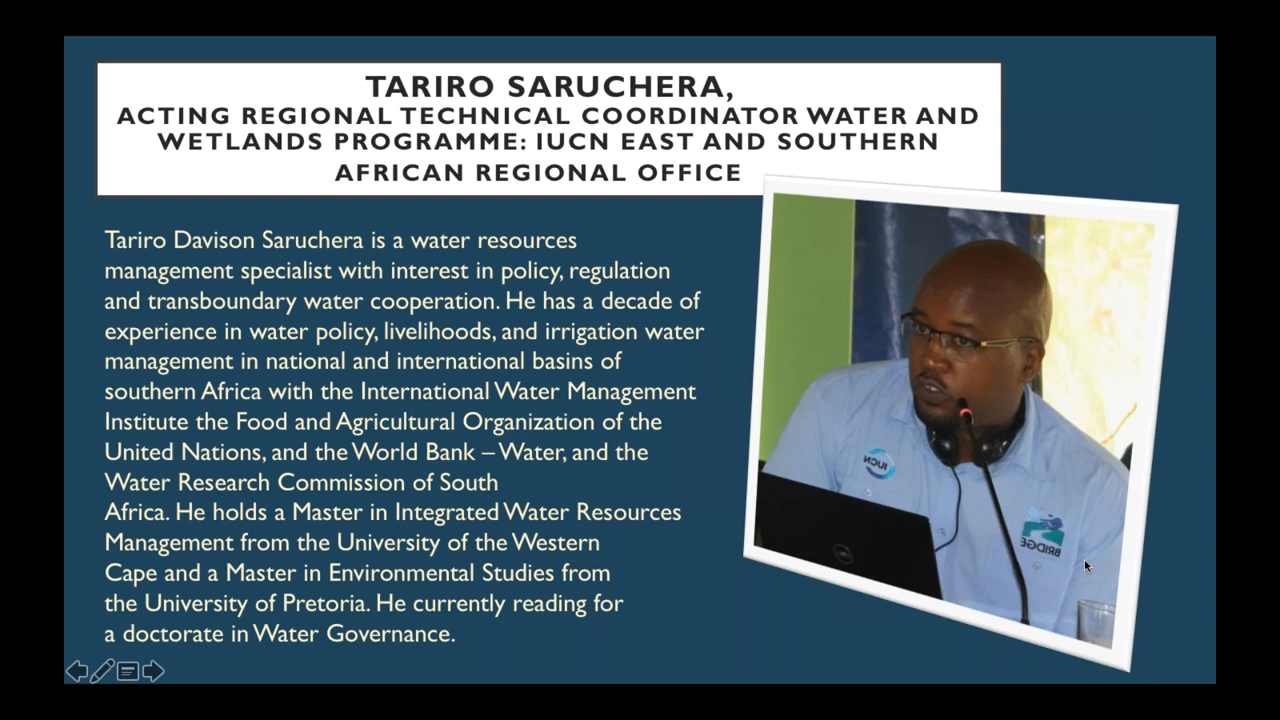 TARIRO SARUCHERA,
ACTING REGIONAL TECHNICAL COORDINATOR WATER AND
WETLANDS PROGRAMME: IUCN EAST AND SOUTHERN
AFRICAN REGIONAL OFFICE
Tariro Davison Saruchera is a water resources
management specialist with interest in policy, regulation
and transboundary water cooperation. He has a decade of
experience in water policy, livelihoods, and irrigation water
management in national and international basins of
southern Africa with the International Water Management
Institute the Food and Agricultural Organization of the
United Nations, and the World Bank – Water, and the
Water Research Commission of South
Africa. He holds a Master in Integrated Water Resources
Management from the University of the Western
Cape and a Master in Environmental Studies from
the University of Pretoria. He currently reading for
a doctorate in Water Governance.
IUCN
BRIDGE